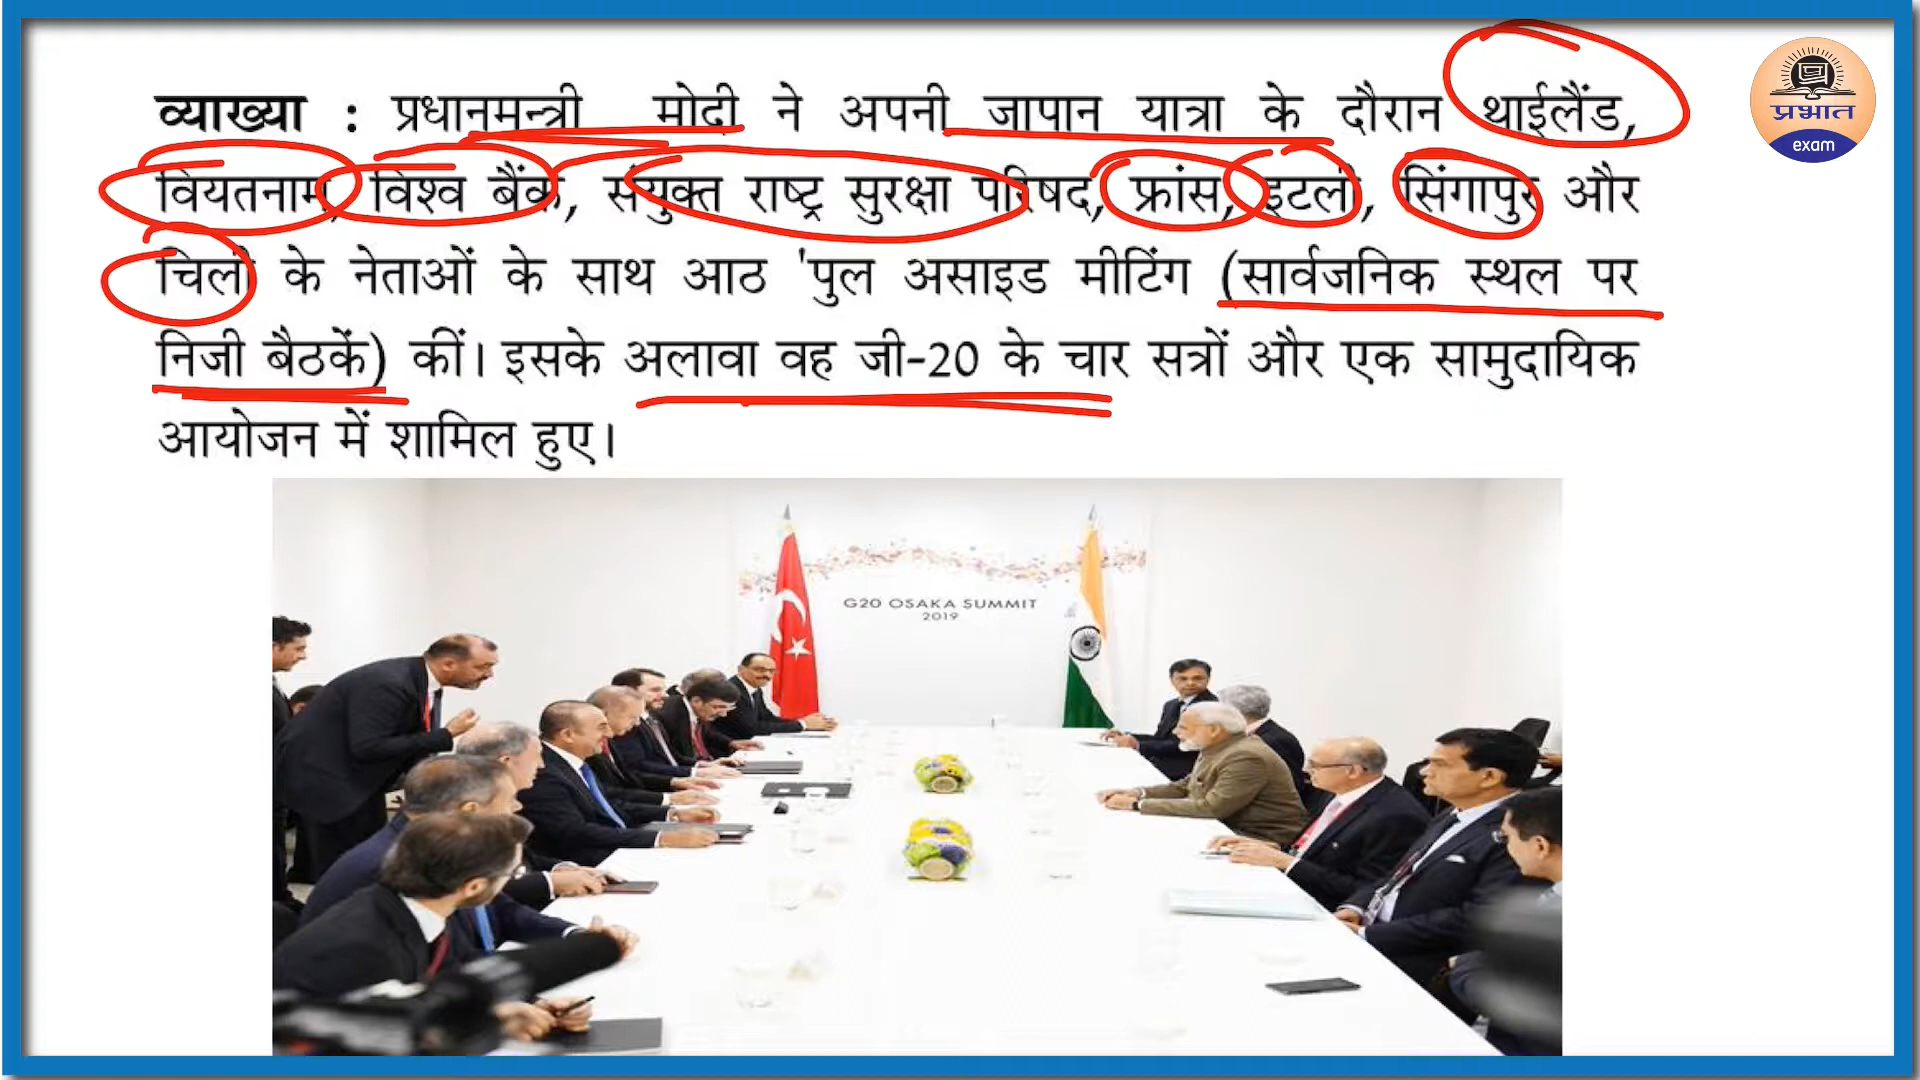 व्याख्या : प्रधानमन्त्री मोदी ने अपनी जापान यात्रा के दौरान थाईलैंड,
वियतनाम, विश्व बैंक, संयुक्त राष्ट्र सुरक्षा परिषद, फ्रांस, इटली, सिंगापुर और
चिली के नेताओं के साथ आठ 'पुल असाइड मीटिंग (सार्वजनिक स्थल पर
निजी बैठकें) कीं। इसके अलावा वह जी-20 के चार सत्रों और एक सामुदायिक
आयोजन में शामिल हुए।
प्रभात
exam
G20 OSAKA SUMMIT
2019